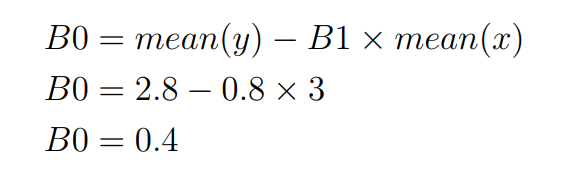 B0 = mean(y) − B1 × mean(x)
B0 = 2.8 − 0.8 × 3
B0 = 0.4